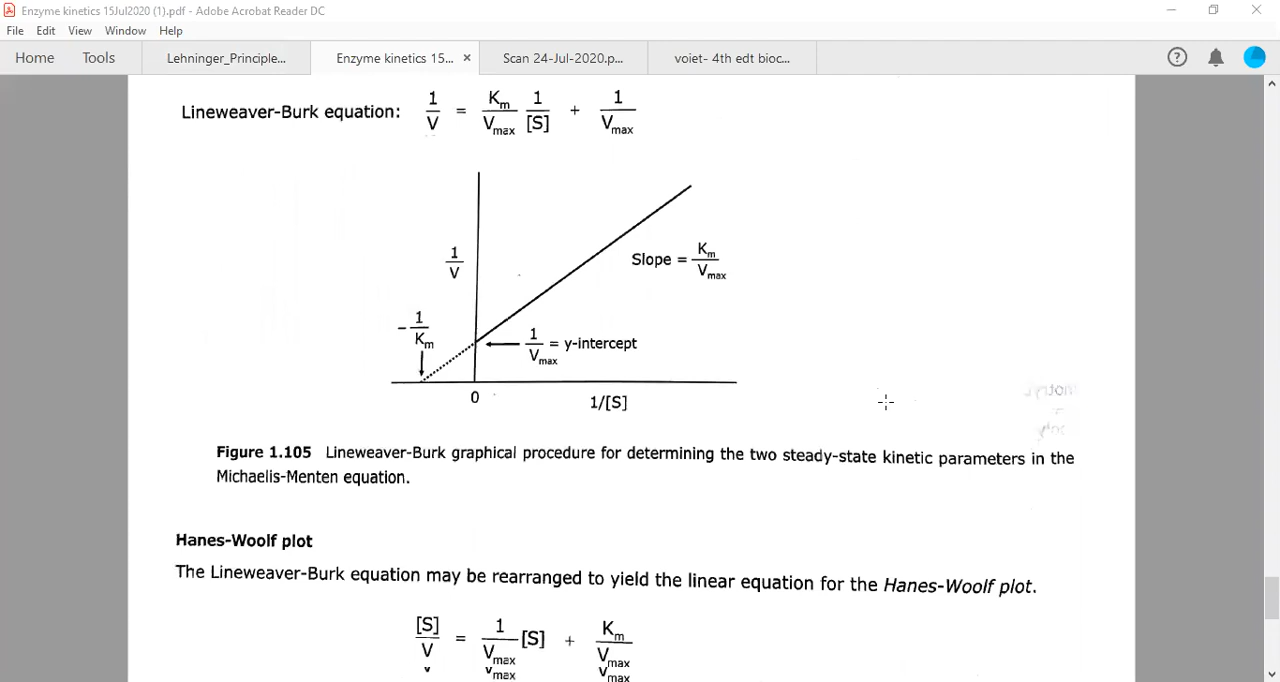 Enzyme kinetics 15Jul2020 (1).pdf - Adobe Acrobat Reader DC
File Edit View Window Help
Home Tools Lehninger_Principle... Enzyme kinetics 15... × Scan 24-Jul-2020.p... voiet- 4th edt bioc...
Lineweaver-Burk equation: 1/V = Km/Vmax 1/[S] + 1/Vmax
1/V
Slope = Km/Vmax
-1/Km
1/Vmax = y-intercept
0
1/[S]
Figure 1.105 Lineweaver-Burk graphical procedure for determining the two steady-state kinetic parameters in the
Michaelis-Menten equation.
Hanes-Woolf plot
The Lineweaver-Burk equation may be rearranged to yield the linear equation for the Hanes-Woolf plot.
[S]/V = 1/Vmax [S] + Km/Vmax
v vmax Vmax